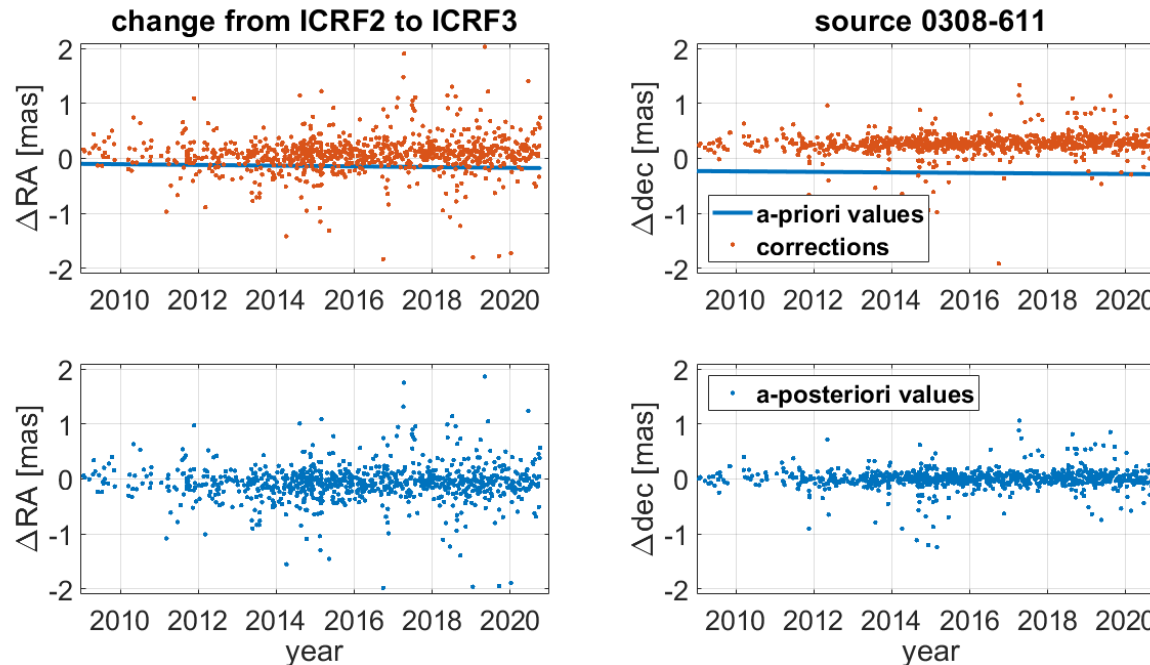 change from ICRF2 to ICRF3
source 0308-611
ΔRA [mas]
2
1
0
-1
-2
2010 2012 2014 2016 2018 2020
Δdec [mas]
2
1
0
-1
-2
a-priori values
corrections
2010 2012 2014 2016 2018 2020
ΔRA [mas]
2
1
0
-1
-2
2010 2012 2014 2016 2018 2020
year
Δdec [mas]
2
1
0
-1
-2
a-posteriori values
2010 2012 2014 2016 2018 2020
year